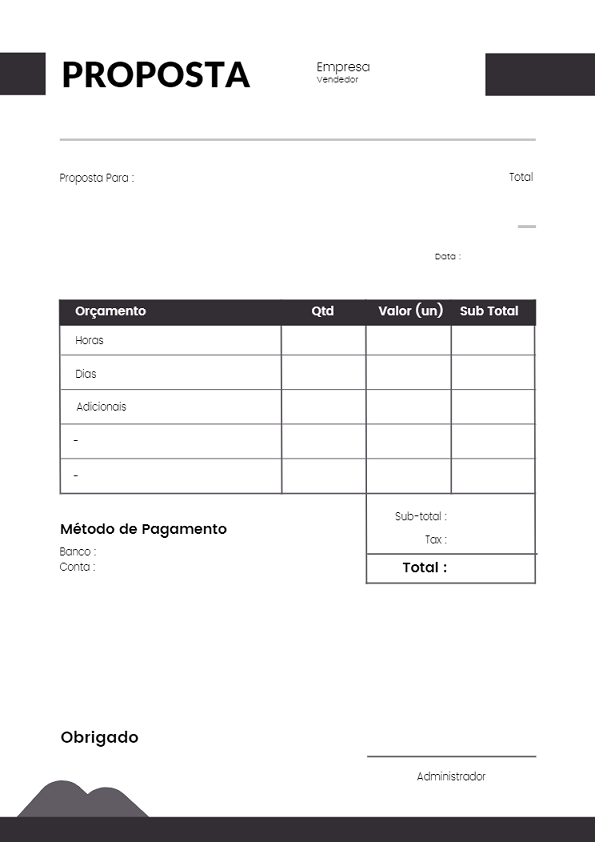 PROPOSTA
Empresa
Vendedor
Proposta Para :
Total
Data :
Orçamento Qtd Valor (un) Sub Total
Horas
Dias
Adicionais
-
-
Sub-total :
Tax :
Total :
Método de Pagamento
Banco :
Conta :
Obrigado
Administrador